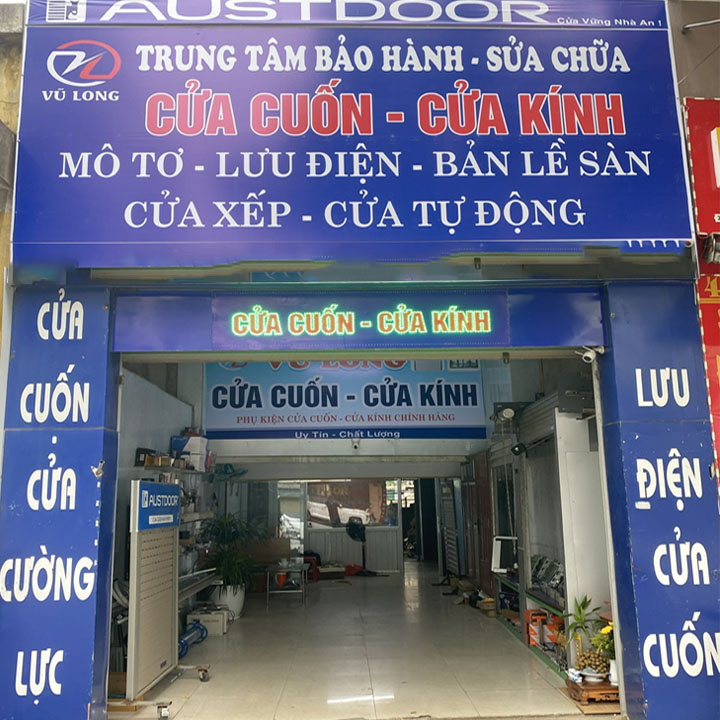 AUSTDOOR
Cửa Vững Nhà An !
VŨ LONG
TRUNG TÂM BẢO HÀNH - SỬA CHỮA
CỬA CUỐN - CỬA KÍNH
MÔ TƠ - LƯU ĐIỆN - BẢN LỀ SÀN
CỬA XẾP - CỬA TỰ ĐỘNG
CỬA CUỐN - CỬA KÍNH
VŨ LONG
CỬA CUỐN - CỬA KÍNH
PHỤ KIỆN CỬA CUỐN - CỬA KÍNH CHÍNH HÃNG
Uy Tín - Chất Lượng
CỬA
CUỐN
.
CỬA
CƯỜNG
LỰC
AUSTDOOR
LƯU
ĐIỆN
CỬA
CUỐN